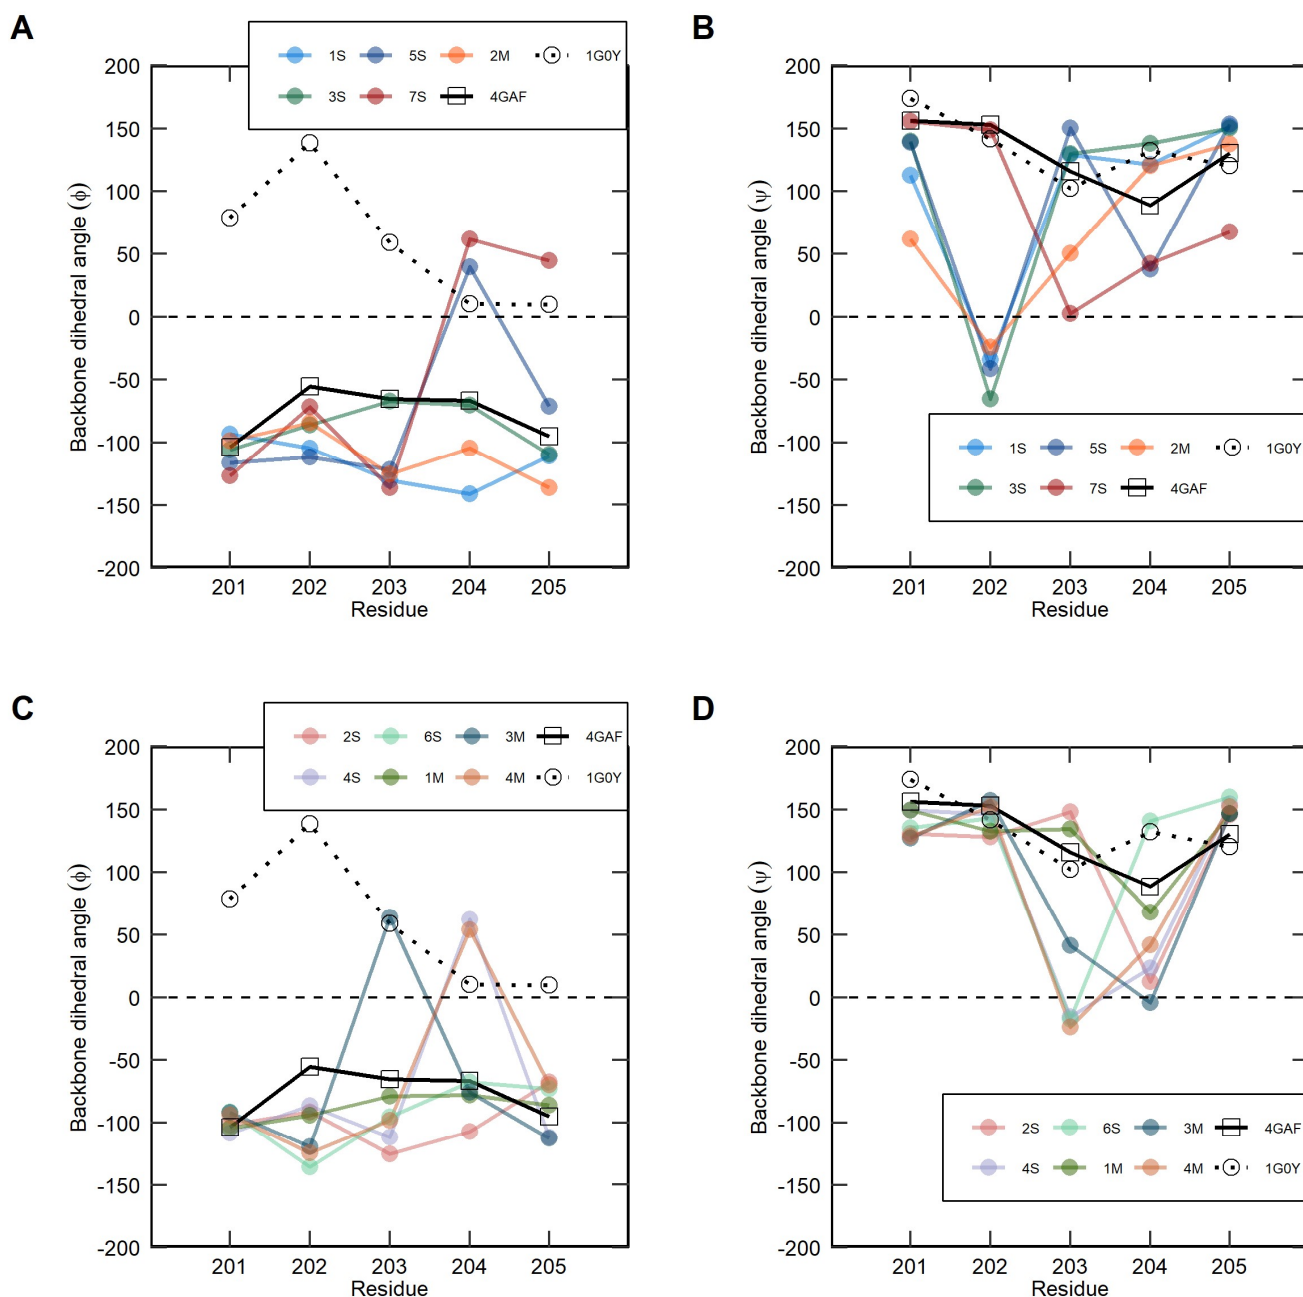 A
1S 5S 2M 1G0Y
3S 7S 4GAF
200
150
100
50
0
-50
-100
-150
-200
Backbone dihedral angle (ϕ)
201 202 203 204 205
Residue
B
200
150
100
50
0
-50
-100
-150
-200
Backbone dihedral angle (ψ)
1S 5S 2M 1G0Y
3S 7S 4GAF
201 202 203 204 205
Residue
C
2S 6S 3M 4GAF
4S 1M 4M 1G0Y
200
150
100
50
0
-50
-100
-150
-200
Backbone dihedral angle (ϕ)
201 202 203 204 205
Residue
D
200
150
100
50
0
-50
-100
-150
-200
Backbone dihedral angle (ψ)
2S 6S 3M 4GAF
4S 1M 4M 1G0Y
201 202 203 204 205
Residue